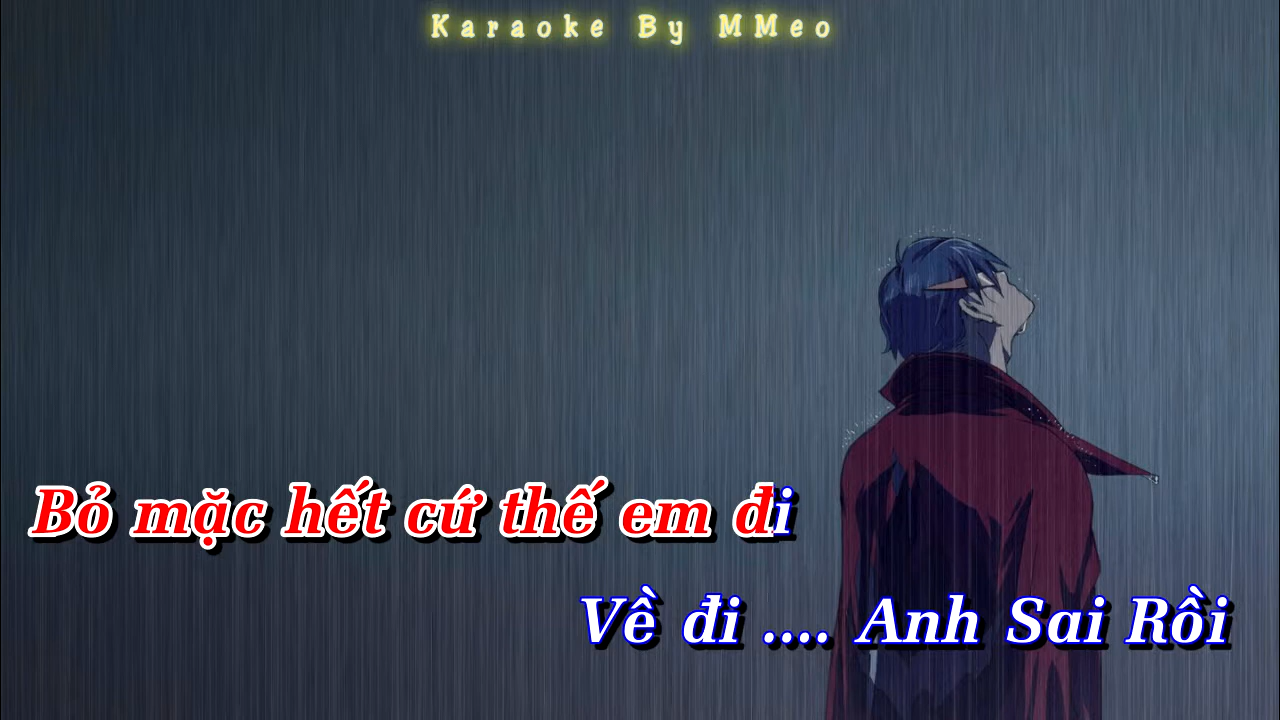 Karaoke By MMeo
Bỏ mặc hết cứ thế em đi
Về đi .... Anh Sai Rồi